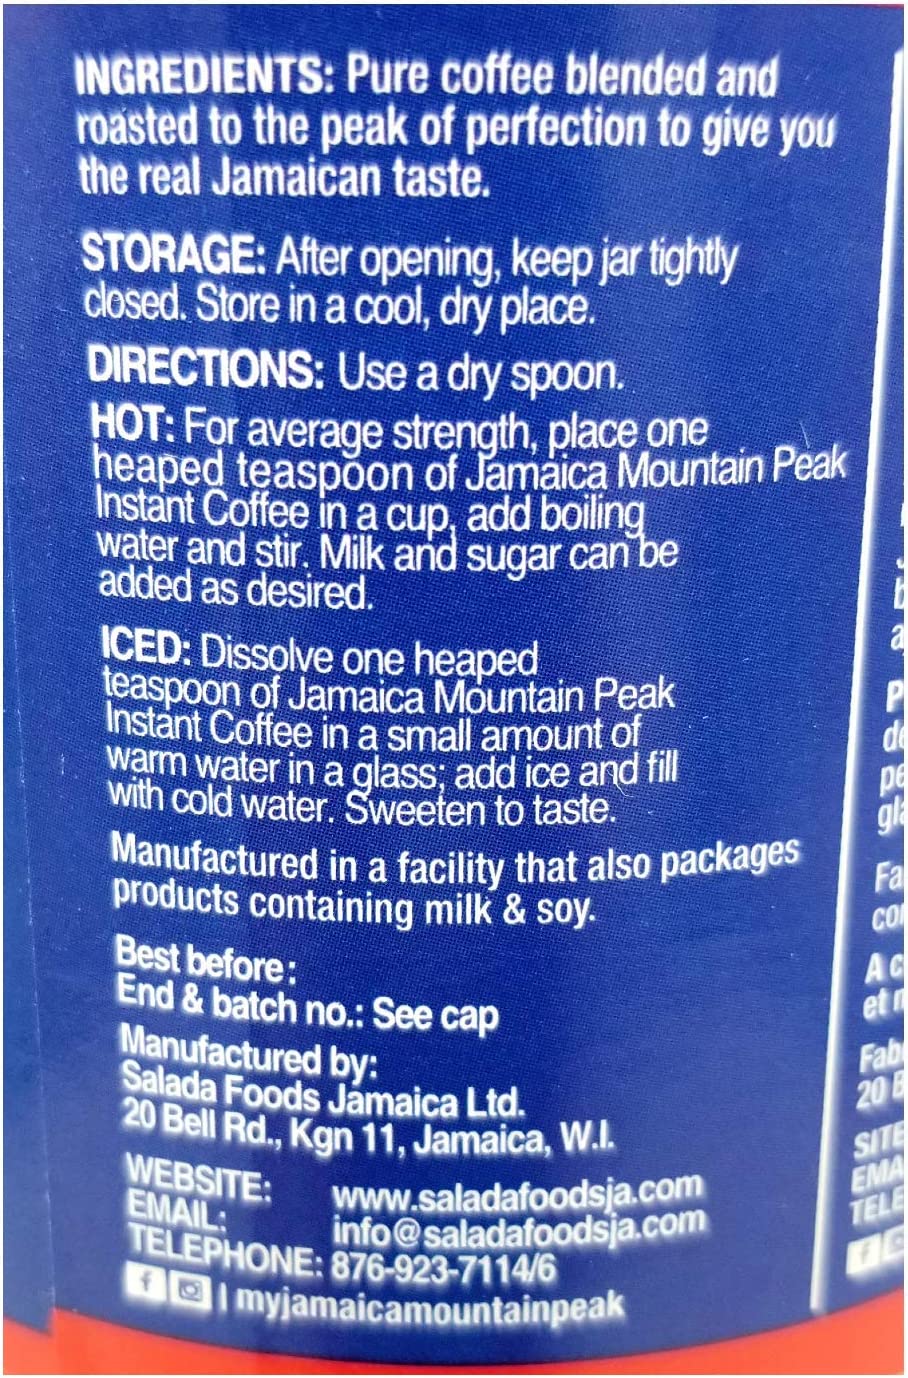 INGREDIENTS: Pure coffee blended and
roasted to the peak of perfection to give you
the real Jamaican taste.
STORAGE: After opening, keep jar tightly
closed. Store in a cool, dry place.
DIRECTIONS: Use a dry spoon.
HOT: For average strength, place one
heaped teaspoon of Jamaica Mountain Peak
Instant Coffee in a cup, add boiling
water and stir. Milk and sugar can be
added as desired.
ICED: Dissolve one heaped
teaspoon of Jamaica Mountain Peak
Instant Coffee in a small amount of
warm water in a glass; add ice and fill
with cold water. Sweeten to taste.
Manufactured in a facility that also packages
products containing milk & soy.
Best before:
End & batch no.: See cap
Manufactured by:
Salada Foods Jamaica Ltd.
20 Bell Rd., Kgn 11, Jamaica, W.I.
WEBSITE: www.saladafoodsja.com
EMAIL: info@saladafoodsja.com
TELEPHONE: 876-923-7114/6
| myjamaicamountainpeak
A c
et
20 B
SITE